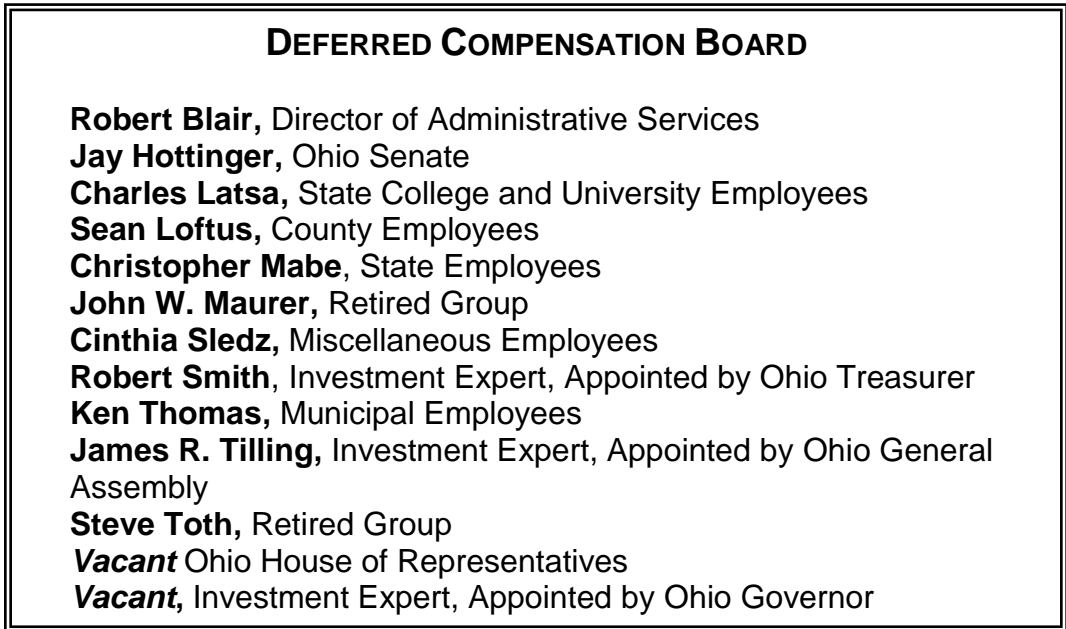 DEFERRED COMPENSATION BOARD
Robert Blair, Director of Administrative Services
Jay Hottinger, Ohio Senate
Charles Latsa, State College and University Employees
Sean Loftus, County Employees
Christopher Mabe, State Employees
John W. Maurer, Retired Group
Cinthia Sledz, Miscellaneous Employees
Robert Smith, Investment Expert, Appointed by Ohio Treasurer
Ken Thomas, Municipal Employees
James R. Tilling, Investment Expert, Appointed by Ohio General
Assembly
Steve Toth, Retired Group
Vacant Ohio House of Representatives
Vacant, Investment Expert, Appointed by Ohio Governor